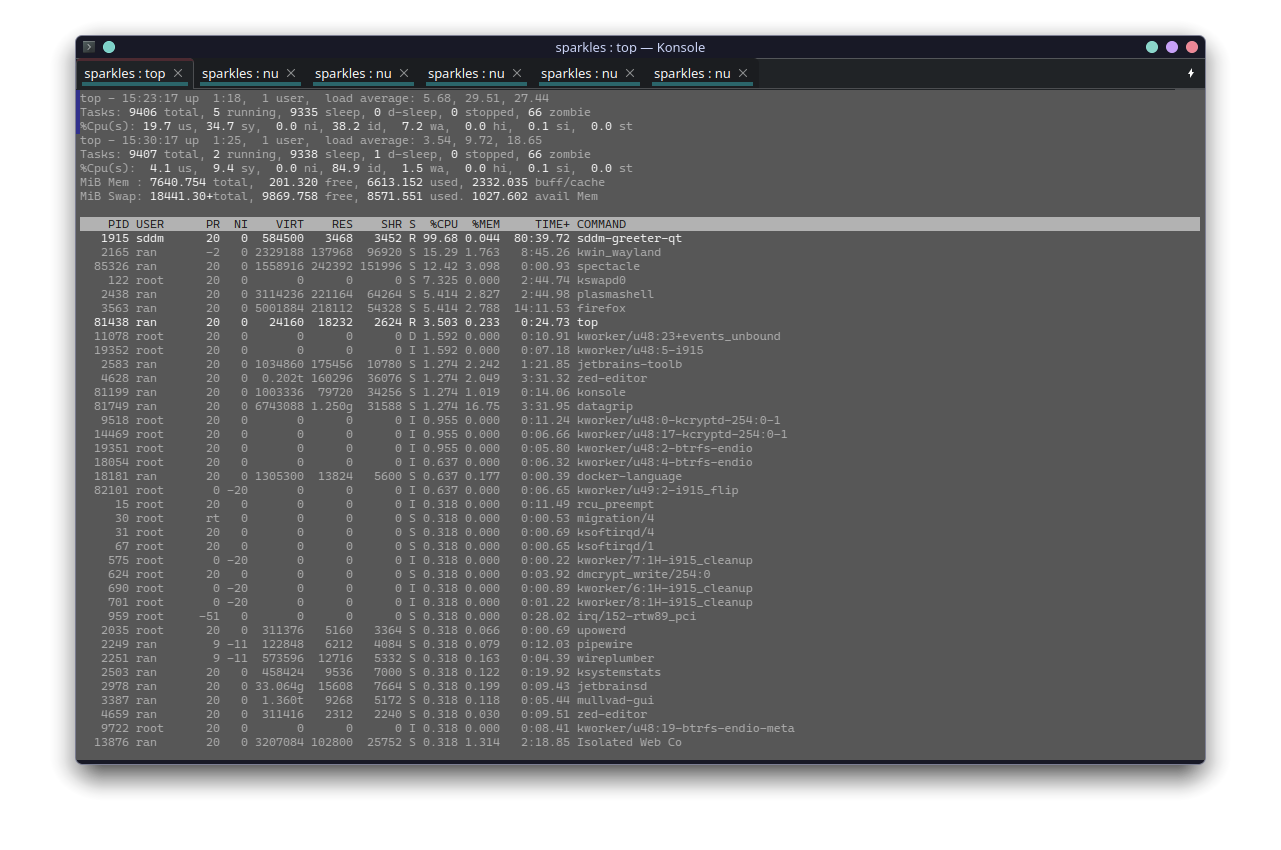 sparkles : top — Konsole
sparkles : top sparkles : nu sparkles : nu sparkles : nu sparkles : nu sparkles : nu
top - 15:23:17 up  1:18,  1 user,  load average: 5.68, 29.51, 27.44
Tasks: 9406 total, 5 running, 9335 sleep, 0 d-sleep, 0 stopped, 66 zombie
%Cpu(s): 19.7 us, 34.7 sy,  0.0 ni, 38.2 id,  7.2 wa,  0.0 hi,  0.1 si,  0.0 st
top - 15:30:17 up  1:25,  1 user,  load average: 3.54, 9.72, 18.65
Tasks: 9407 total, 2 running, 9338 sleep, 1 d-sleep, 0 stopped, 66 zombie
%Cpu(s):  4.1 us,  9.4 sy,  0.0 ni, 84.9 id,  1.5 wa,  0.0 hi,  0.1 si,  0.0 st
MiB Mem : 7640.754 total,  201.320 free, 6613.152 used, 2332.035 buff/cache
MiB Swap: 18441.30+total, 9869.758 free, 8571.551 used. 1027.602 avail Mem
PID USER PR NI VIRT RES SHR S %CPU %MEM TIME+ COMMAND
1915 sddm 20 0 584500 3468 3452 R 99.68 0.044 80:39.72 sddm-greeter-qt
2165 ran -2 0 2329188 137968 96920 S 15.29 1.763 8:45.26 kwin_wayland
85326 ran 20 0 1558916 242392 151996 S 12.42 3.098 0:00.93 spectacle
122 root 20 0 0 0 0 S 7.325 0.000 2:44.74 kswapd0
2438 ran 20 0 3114236 221164 64264 S 5.414 2.827 2:44.98 plasmashell
3563 ran 20 0 5001884 218112 54328 S 5.414 2.788 14:11.53 firefox
81438 ran 20 0 24160 18232 2624 R 3.503 0.233 0:24.73 top
11078 root 20 0 0 0 0 D 1.592 0.000 0:10.91 kworker/u48:23+events_unbound
19352 root 20 0 0 0 0 I 1.592 0.000 0:07.18 kworker/u48:5-i915
2583 ran 20 0 1034860 175456 10780 S 1.274 2.242 1:21.85 jetbrains-toolb
4628 ran 20 0 0.202t 160296 36076 S 1.274 2.049 3:31.32 zed-editor
81199 ran 20 0 1003336 79720 34256 S 1.274 1.019 0:14.06 konsole
81749 ran 20 0 6743088 1.250g 31588 S 1.274 16.75 3:31.95 datagrip
9518 root 20 0 0 0 0 I 0.955 0.000 0:11.24 kworker/u48:0-kcryptd-254:0-1
14469 root 20 0 0 0 0 I 0.955 0.000 0:06.66 kworker/u48:17-kcryptd-254:0-1
19351 root 20 0 0 0 0 I 0.955 0.000 0:05.80 kworker/u48:2-btrfs-endio
18054 root 20 0 0 0 0 I 0.637 0.000 0:06.32 kworker/u48:4-btrfs-endio
18181 ran 20 0 1305300 13824 5600 S 0.637 0.177 0:00.39 docker-language
82101 root 0 -20 0 0 0 I 0.637 0.000 0:06.65 kworker/u49:2-i915_flip
15 root 20 0 0 0 0 I 0.318 0.000 0:11.49 rcu_preempt
30 root rt 0 0 0 0 S 0.318 0.000 0:00.53 migration/4
31 root 20 0 0 0 0 S 0.318 0.000 0:00.69 ksoftirqd/4
67 root 20 0 0 0 0 S 0.318 0.000 0:00.65 ksoftirqd/1
575 root 0 -20 0 0 0 I 0.318 0.000 0:00.22 kworker/7:1H-i915_cleanup
624 root 20 0 0 0 0 S 0.318 0.000 0:03.92 dmcrypt_write/254:0
690 root 0 -20 0 0 0 I 0.318 0.000 0:00.89 kworker/6:1H-i915_cleanup
701 root 0 -20 0 0 0 I 0.318 0.000 0:01.22 kworker/8:1H-i915_cleanup
959 root -51 0 0 0 0 S 0.318 0.000 0:28.02 irq/152-rtw89_pci
2035 root 20 0 311376 5160 3364 S 0.318 0.066 0:00.69 upowerd
2249 ran 9 -11 122848 6212 4084 S 0.318 0.079 0:12.03 pipewire
2251 ran 9 -11 573596 12716 5332 S 0.318 0.163 0:04.39 wireplumber
2503 ran 20 0 458424 9536 7000 S 0.318 0.122 0:19.92 ksystemstats
2978 ran 20 0 33.064g 15608 7664 S 0.318 0.199 0:09.43 jetbrainsd
3387 ran 20 0 1.360t 9268 5172 S 0.318 0.118 0:05.44 mullvad-gui
4659 ran 20 0 311416 2312 2240 S 0.318 0.030 0:09.51 zed-editor
9722 root 20 0 0 0 0 I 0.318 0.000 0:08.41 kworker/u48:19-btrfs-endio-meta
13876 ran 20 0 3207084 102800 25752 S 0.318 1.314 2:18.85 Isolated Web Co